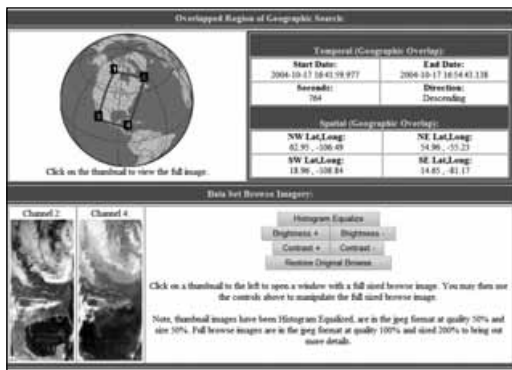 Overlapped Region of Geographic Search:
Click on the thumbnail to view the full image.
Temporal (Geographic Overlap):
Start Date: End Date:
2004-10-17 16:41:59.977 2004-10-17 16:54:43.138
Seconds: Direction:
764 Descending
Spatial (Geographic Overlap):
NW Lat,Long: NE Lat,Long:
62.95 , -106.49 54.96 , -55.23
SW Lat,Long: SE Lat,Long:
18.96 , -108.84 14.65 , -81.17
Data Set Browse Imagery:
Channel 2 Channel 4
Histogram Equalize
Brightness + Brightness -
Contrast + Contrast -
Restore Original Browse
Click on a thumbnail to the left to open a window with a full sized browse image. You may then use
the controls above to manipulate the full sized browse image.
Note, thumbnail images have been Histogram Equalized, are in the jpeg format at quality 50% and
size 50%. Full browse images are in the jpeg format at quality 100% and sized 200% to bring out
more details.